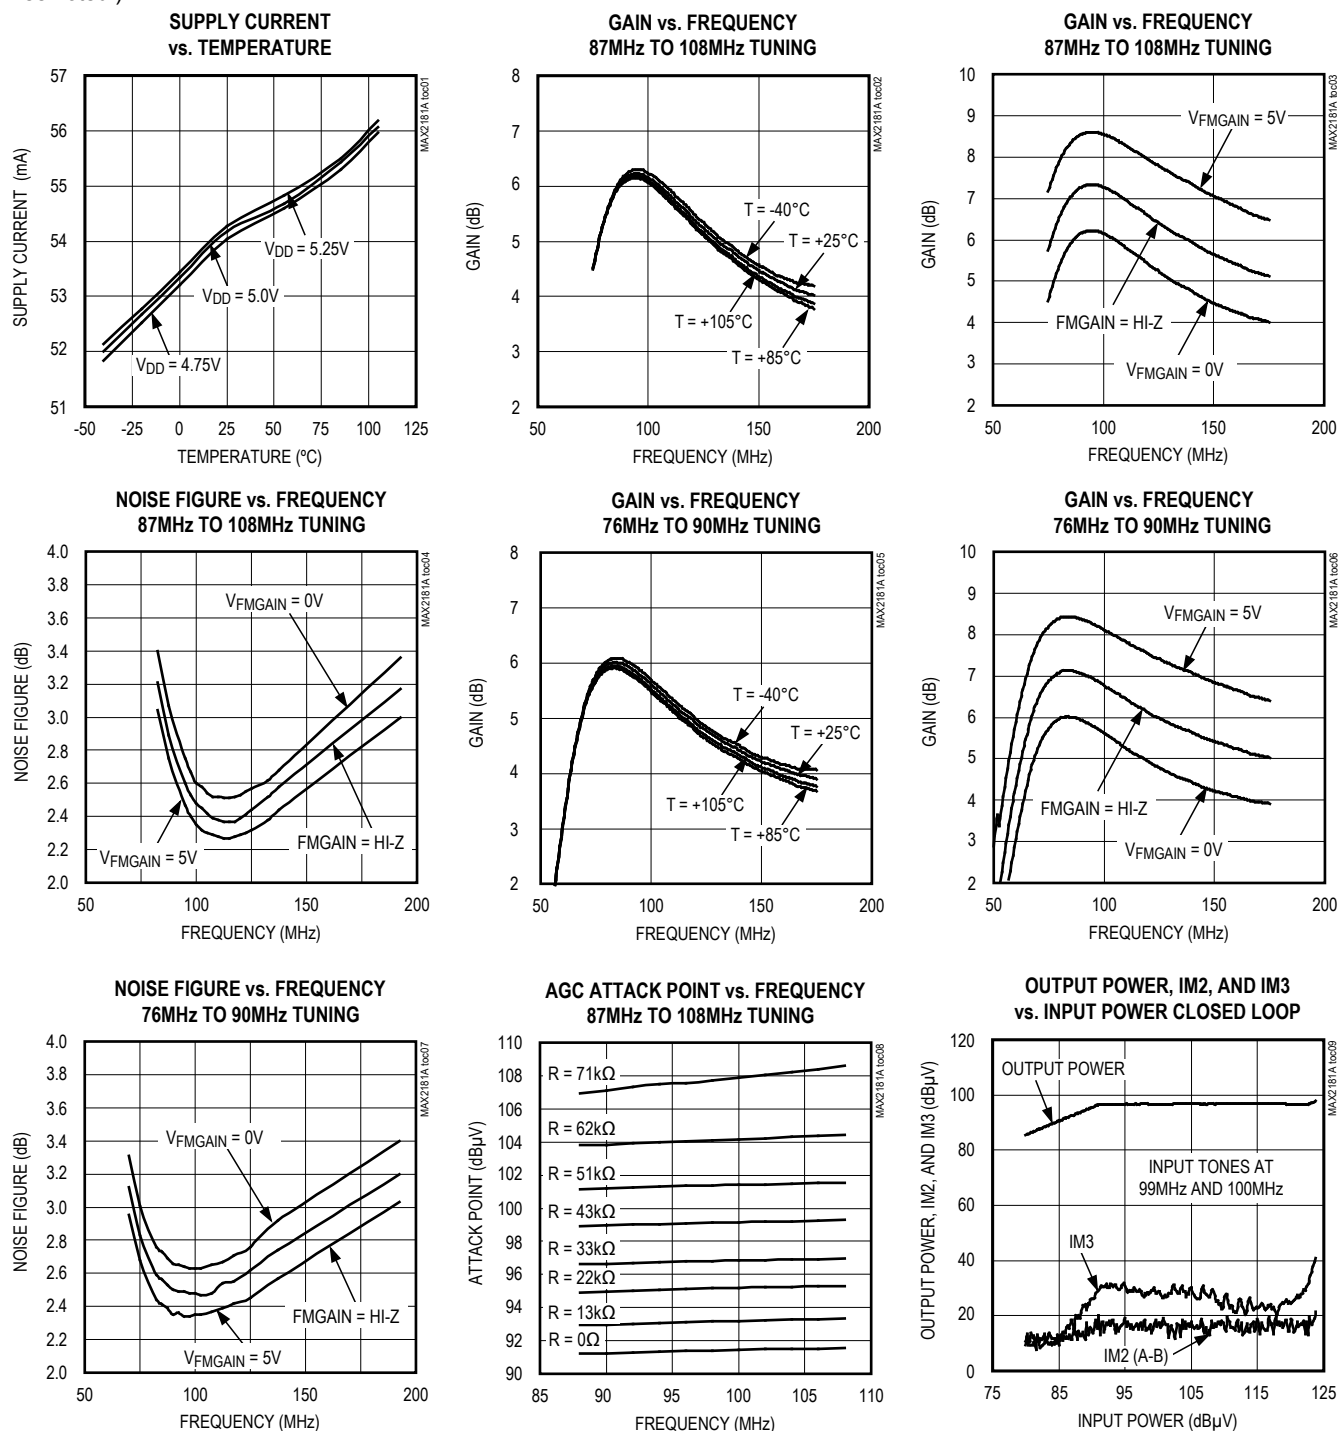 SUPPLY CURRENT
vs. TEMPERATURE
57
56
55
54
53
52
51
SUPPLY CURRENT (mA)
VDD = 5.25V
VDD = 5.0V
VDD = 4.75V
-50 -25 0 25 50 75 100 125
TEMPERATURE (ºC)
MAX2181A toc01
GAIN vs. FREQUENCY
87MHz TO 108MHz TUNING
8
7
6
5
4
3
2
GAIN (dB)
T = -40°C
T = +25°C
T = +105°C
T = +85°C
50 100 150 200
FREQUENCY (MHz)
MAX2181A toc02
GAIN vs. FREQUENCY
87MHz TO 108MHz TUNING
10
9
8
7
6
5
4
3
2
GAIN (dB)
VFMGAIN = 5V
FMGAIN = HI-Z
VFMGAIN = 0V
50 100 150 200
FREQUENCY (MHz)
MAX2181A toc03
NOISE FIGURE vs. FREQUENCY
87MHz TO 108MHz TUNING
4.0
3.8
3.6
3.4
3.2
3.0
2.8
2.6
2.4
2.2
2.0
NOISE FIGURE (dB)
VFMGAIN = 0V
FMGAIN = HI-Z
VFMGAIN = 5V
50 100 150 200
FREQUENCY (MHz)
MAX2181A toc04
GAIN vs. FREQUENCY
76MHz TO 90MHz TUNING
8
7
6
5
4
3
2
GAIN (dB)
T = -40°C
T = +25°C
T = +105°C
T = +85°C
50 100 150 200
FREQUENCY (MHz)
MAX2181A toc05
GAIN vs. FREQUENCY
76MHz TO 90MHz TUNING
10
9
8
7
6
5
4
3
2
GAIN (dB)
VFMGAIN = 5V
FMGAIN = HI-Z
VFMGAIN = 0V
50 100 150 200
FREQUENCY (MHz)
MAX2181A toc06
NOISE FIGURE vs. FREQUENCY
76MHz TO 90MHz TUNING
4.0
3.8
3.6
3.4
3.2
3.0
2.8
2.6
2.4
2.2
2.0
NOISE FIGURE (dB)
VFMGAIN = 0V
FMGAIN = HI-Z
VFMGAIN = 5V
50 100 150 200
FREQUENCY (MHz)
MAX2181A toc07
AGC ATTACK POINT vs. FREQUENCY
87MHz TO 108MHz TUNING
110
108
106
104
102
100
98
96
94
92
90
ATTACK POINT (dBµV)
R = 71kΩ
R = 62kΩ
R = 51kΩ
R = 43kΩ
R = 33kΩ
R = 22kΩ
R = 13kΩ
R = 0Ω
85 90 95 100 105 110
FREQUENCY (MHz)
MAX2181A toc08
OUTPUT POWER, IM2, AND IM3
vs. INPUT POWER CLOSED LOOP
120
100
80
60
40
20
0
OUTPUT POWER, IM2, AND IM3 (dBµV)
OUTPUT POWER
INPUT TONES AT
99MHz AND 100MHz
IM3
IM2 (A-B)
75 85 95 105 115 125
INPUT POWER (dBµV)
MAX2181A toc09